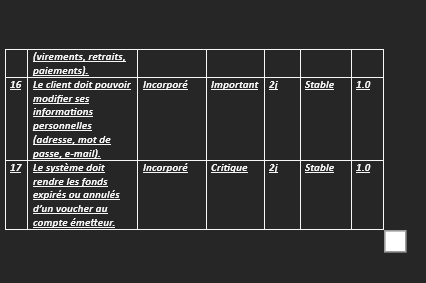 (virements, retraits,
paiements).
16 Le client doit pouvoir Incorporé Important 2j Stable 1.0
modifier ses
informations
personnelles
(adresse, mot de
passe, e-mail).
17 Le système doit Incorporé Critique 2j Stable 1.0
rendre les fonds
expirés ou annulés
d'un voucher au
compte émetteur.